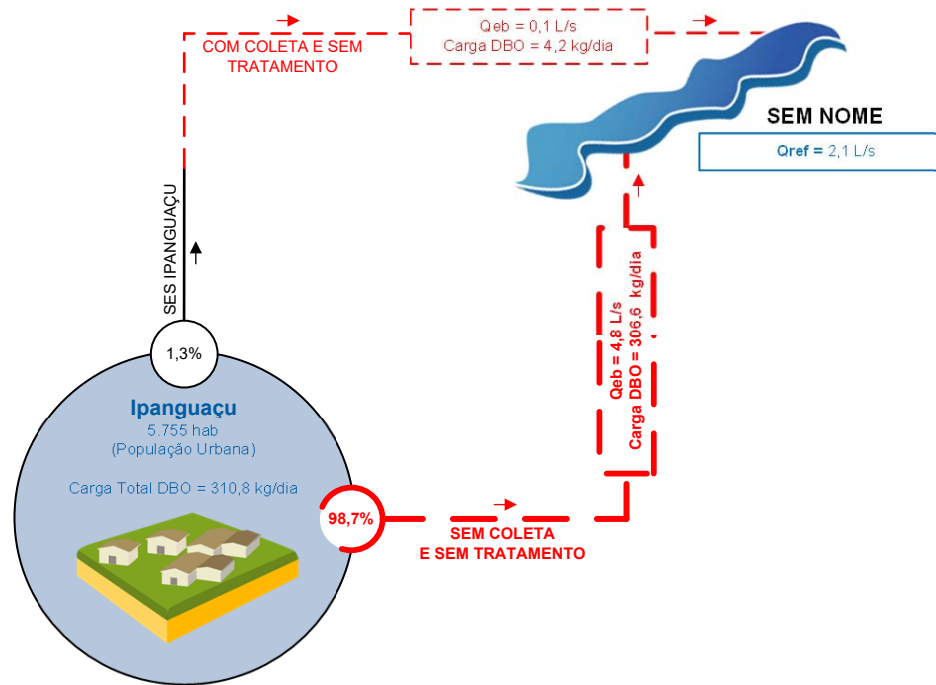 Qeb = 0,1 L/s
Carga DBO = 4,2 kg/dia
COM COLETA E SEM
TRATAMENTO
SEM NOME
Qref = 2,1 L/s
SES IPANGUAÇU
Qeb = 4,8 L/s
Carga DBO = 306,6 kg/dia
1,3%
Ipanguaçu
5.755 hab
(População Urbana)
Carga Total DBO = 310,8 kg/dia
98,7%
SEM COLETA
E SEM TRATAMENTO